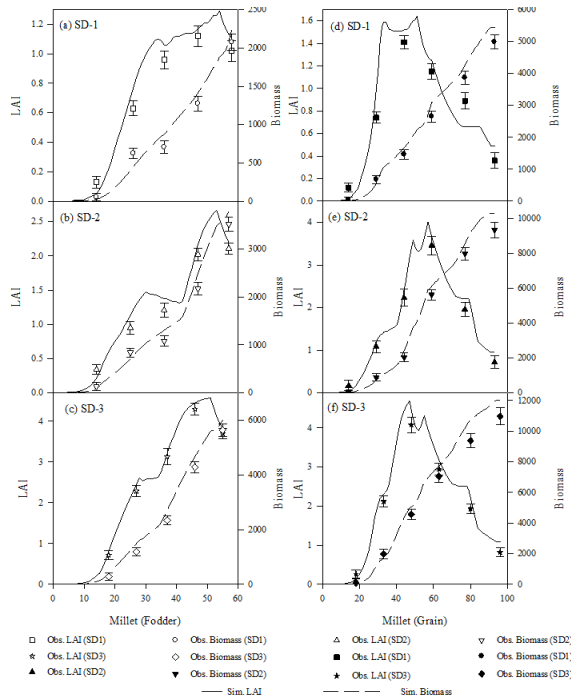 (a) SD-1
(d) SD-1
1.2
1.0
0.8
0.6
0.4
0.2
0.0
LAI
2500
2000
1500
1000
500
0
Biomass
1.6
1.4
1.2
1.0
0.8
0.6
0.4
0.2
0.0
LAI
6000
5000
4000
3000
2000
1000
0
Biomass
(b) SD-2
(e) SD-2
2.5
2.0
1.5
1.0
0.5
0.0
LAI
3000
2000
1000
0
Biomass
4
3
2
1
0
LAI
10000
8000
6000
4000
2000
0
Biomass
(c) SD-3
(f) SD-3
4
3
2
1
0
LAI
6000
4000
2000
0
Biomass
4
3
2
1
0
LAI
12000
10000
8000
6000
4000
2000
0
Biomass
0 10 20 30 40 50 60
0 20 40 60 80 100
Millet (Fodder)
Millet (Grain)
Obs. LAI (SD1) Obs. Biomass (SD1) Obs. LAI (SD2) Obs. Biomass (SD2)
Obs. LAI (SD3) Obs. Biomass (SD3) Obs. LAI (SD1) Obs. Biomass (SD1)
Obs. LAI (SD2) Obs. Biomass (SD2) Obs. LAI (SD3) Obs. Biomass (SD3)
Sim. LAI Sim. Biomass